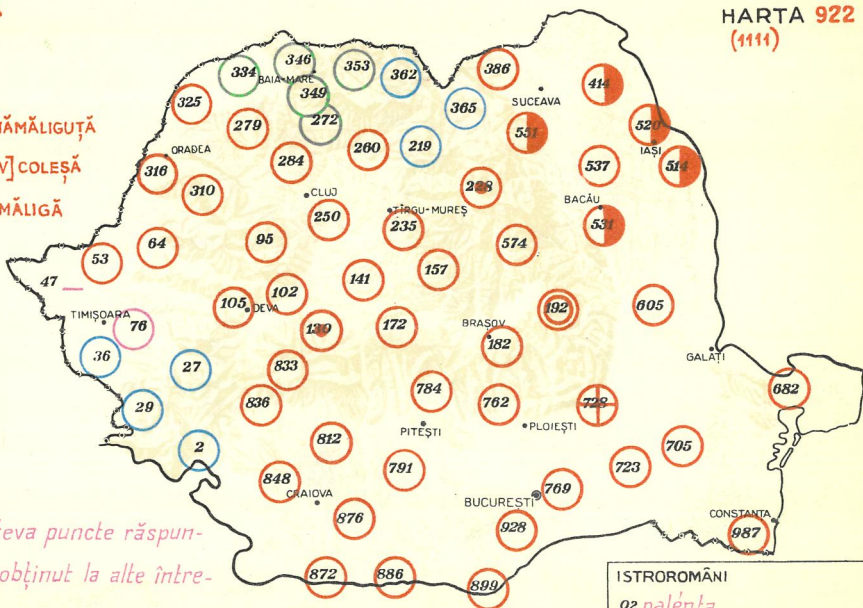 HARTA 922
(1111)
346
353
334
BAIA-MARE
362
386
349
414
325
365
SUCEAVA
272
ĂMĂLIGUȚĂ
279
551
520
IAȘI
ORADEA
260
219
V] COLEȘĂ
316
284
537
514
310
228
MĂLIGĂ
CLUJ
BACĂU
TÎRGU-MUREȘ
250
235
531
95
574
64
53
157
47
141
102
105
DEVA
192
605
TIMIȘOARA
76
139
172
BRAȘOV
182
36
GALAȚI
27
833
784
682
29
836
762
728
PITEȘTI
PLOIEȘTI
812
705
2
791
723
848
CRAIOVA
769
BUCUREȘTI
876
CONSTANȚA
928
987
eva puncte răspun-
obținut la alte între-
872
886
899
ISTROROMÂNI
02 palénta